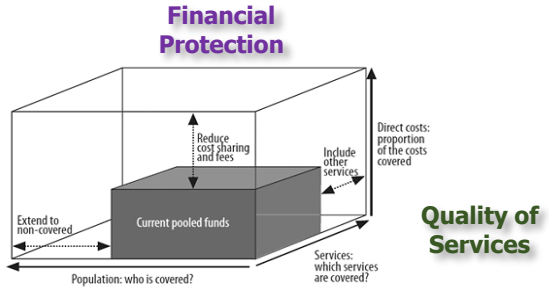 Financial
Protection
Reduce
cost sharing
and fees
Include
other
services
Direct costs:
proportion
of the costs
covered
Extend to
non-covered
Current pooled funds
Quality of
Services
Services:
which services
are covered?
Population: who is covered?